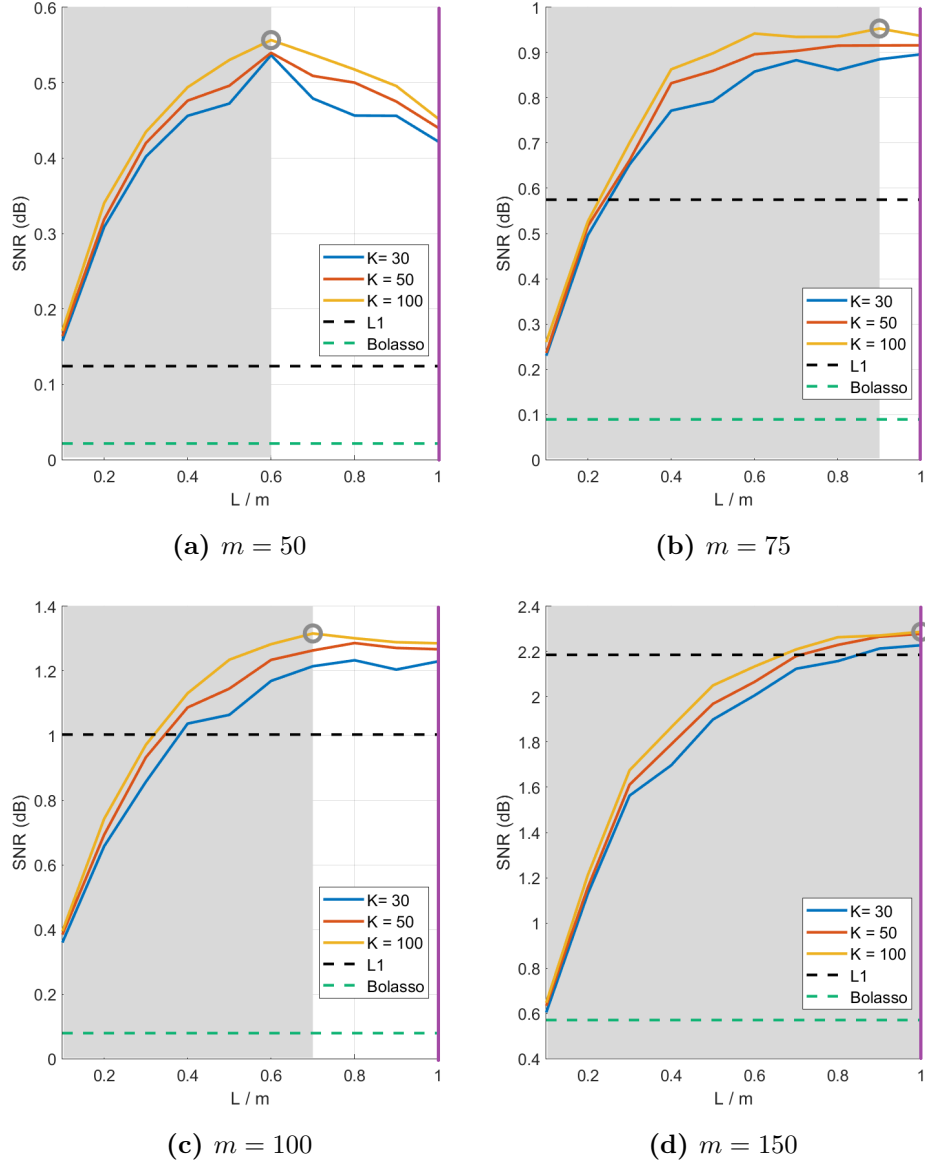 0.6
0.5
0.4
0.3
0.2
0.1
0
SNR (dB)
0.2 0.4 0.6 0.8 1
L / m
K= 30
K = 50
K = 100
L1
Bolasso
(a) m = 50
1
0.9
0.8
0.7
0.6
0.5
0.4
0.3
0.2
0.1
0
SNR (dB)
0.2 0.4 0.6 0.8 1
L / m
K= 30
K = 50
K = 100
L1
Bolasso
(b) m = 75
1.4
1.2
1
0.8
0.6
0.4
0.2
0
SNR (dB)
0.2 0.4 0.6 0.8 1
L / m
K= 30
K = 50
K = 100
L1
Bolasso
(c) m = 100
2.4
2.2
2
1.8
1.6
1.4
1.2
1
0.8
0.6
0.4
SNR (dB)
0.2 0.4 0.6 0.8 1
L / m
K= 30
K = 50
K = 100
L1
Bolasso
(d) m = 150